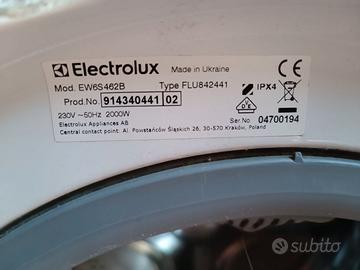 Electrolux Made in Ukraine
Mod. EW6S462B Type FLU842441
Prod.No. 914340441 02
IPX4
230V ~50Hz 2000W
Electrolux Appliances AB
Central contact point: Al. Powstańców Śląskich 26, 30-570 Kraków, Poland
Ser.No 04700194
subito